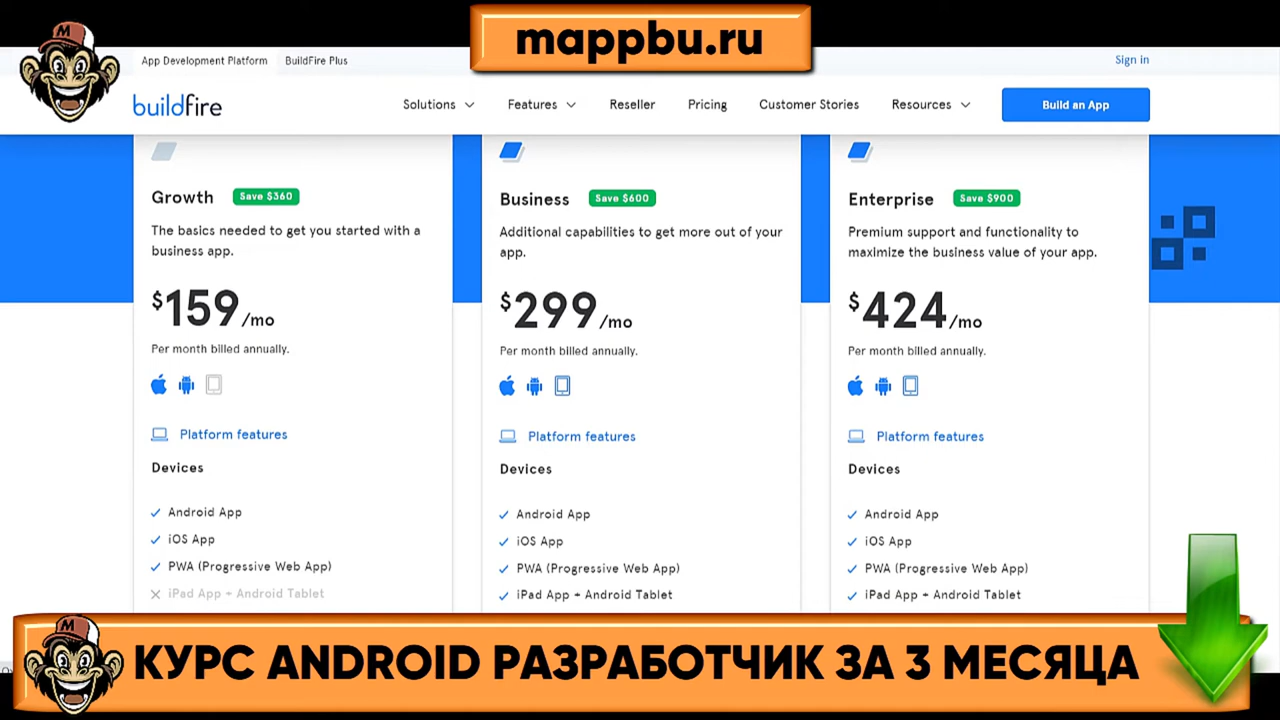 mappbu.ru
App Development Platform BuildFire Plus Sign in
buildfire Solutions Features Reseller Pricing Customer Stories Resources Build an App
Growth Save $360
The basics needed to get you started with a
business app.
$159/mo
Per month billed annually.
Platform features
Devices
Android App
iOS App
PWA (Progressive Web App)
iPad App + Android Tablet
Business Save $600
Additional capabilities to get more out of your
app.
$299/mo
Per month billed annually.
Platform features
Devices
Android App
iOS App
PWA (Progressive Web App)
iPad App + Android Tablet
Enterprise Save $900
Premium support and functionality to
maximize the business value of your app.
$424/mo
Per month billed annually.
Platform features
Devices
Android App
iOS App
PWA (Progressive Web App)
iPad App + Android Tablet
КУРС ANDROID РАЗРАБОТЧИК ЗА 3 МЕСЯЦА